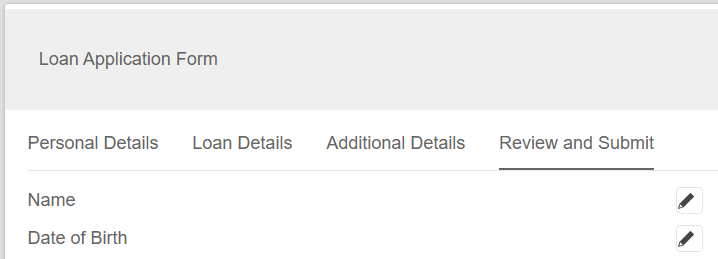 Loan Application Form
Personal Details Loan Details Additional Details Review and Submit
Name
Date of Birth